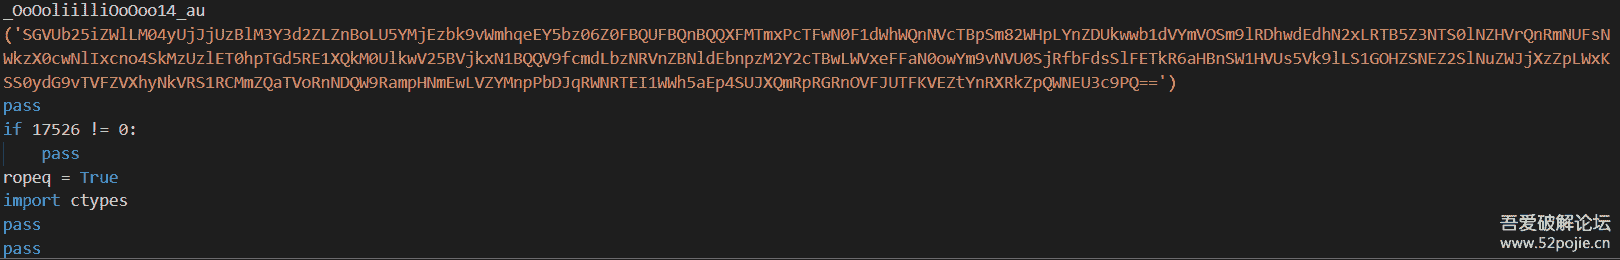 _OoOoliilliOoOoo14_au
('SGVUb25iZWlLM04yUjJjUzBlM3Y3d2ZLZnBoLU5YMjEzbk9vWmhqeEY5bz06Z0FBQUFBQnBQQXFMTmxPcTFwN0F1dWhWQnNVcTBpSm82WHpLYnZDUkwwb1dVYmVOSm9lRDhwdEdhN2xLRTB5Z3NTS0lNZHVrQnRmNUFsN
WkzX0cwNlIxcno4SkMzUzlET0hpTGd5RE1XQkM0UlkwV25BVjkxN1BQQV9fcmdLbzNRVnZBNldEbnpzM2Y2cTBwLWVxeFFaN0owYm9vNVU0SjRfbFdsSlFETkR6aHBnSW1HVUs5Vk9lLS1GOHZSNEZ2SlNuZWJjXzZpLWxK
SS0ydG9vTVFZVXhyNkVRS1RCMmZQaTVoRnNDQW9RampHNmEwLVZYMnpPbDJqRWNRTEI1WWh5aEp4SUJXQmRpRGRnOVFJUTFKVEZtYnRXRkZpQWNEU3c9PQ==')
pass
if 17526 != 0:
    pass
ropeq = True
import ctypes
pass
pass
吾爱破解论坛
www.52pojie.cn